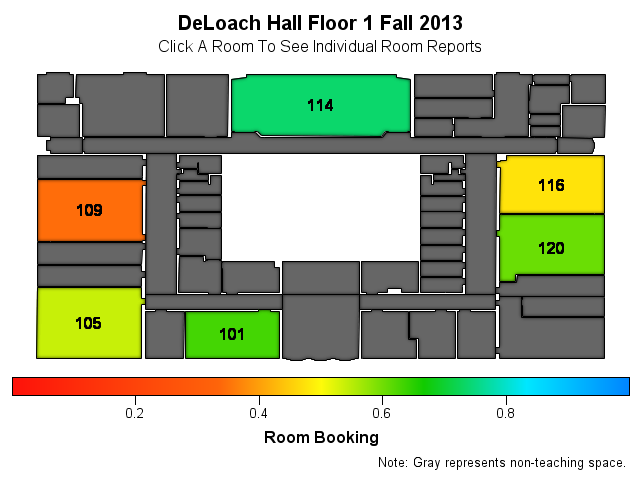 DeLoach Hall Floor 1 Fall 2013
Click A Room To See Individual Room Reports
114
109
116
120
105
101
0.2 0.4 0.6 0.8
Room Booking
Note: Gray represents non-teaching space.